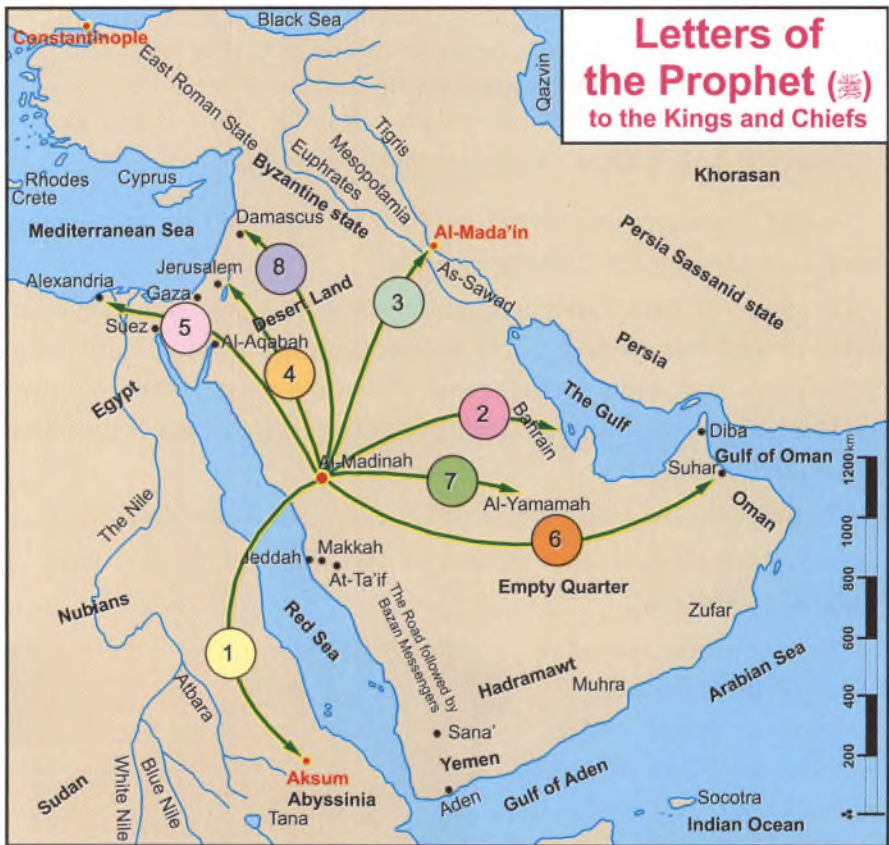 Letters of
the Prophet (ﷺ)
to the Kings and Chiefs
Constantinople
Black Sea
Qazvin
East Roman State
Byzantine state
Euphrates
Mesopotamia
Tigris
Khorasan
Rhodes
Crete
Cyprus
Mediterranean Sea
Damascus
Al-Mada'in
Persia Sassanid state
Alexandria
Jerusalem
Gaza
Suez
Al-Aqabah
Desert Land
As-Sawad
Persia
8
3
5
4
Egypt
2
Bahrain
The Gulf
Diba
Gulf of Oman
Suhar
Oman
Al-Madinah
7
Al-Yamamah
6
The Nile
Jeddah
Makkah
At-Ta'if
Empty Quarter
Nubians
Red Sea
The Road followed by
Bazan Messengers
Zufar
1
Hadramawt
Muhra
Arabian Sea
Atbara
Sana'
Yemen
Aksum
Abyssinia
Aden
Gulf of Aden
Sudan
White Nile
Blue Nile
Tana
Socotra
Indian Ocean
1200 km
1000
800
600
400
200